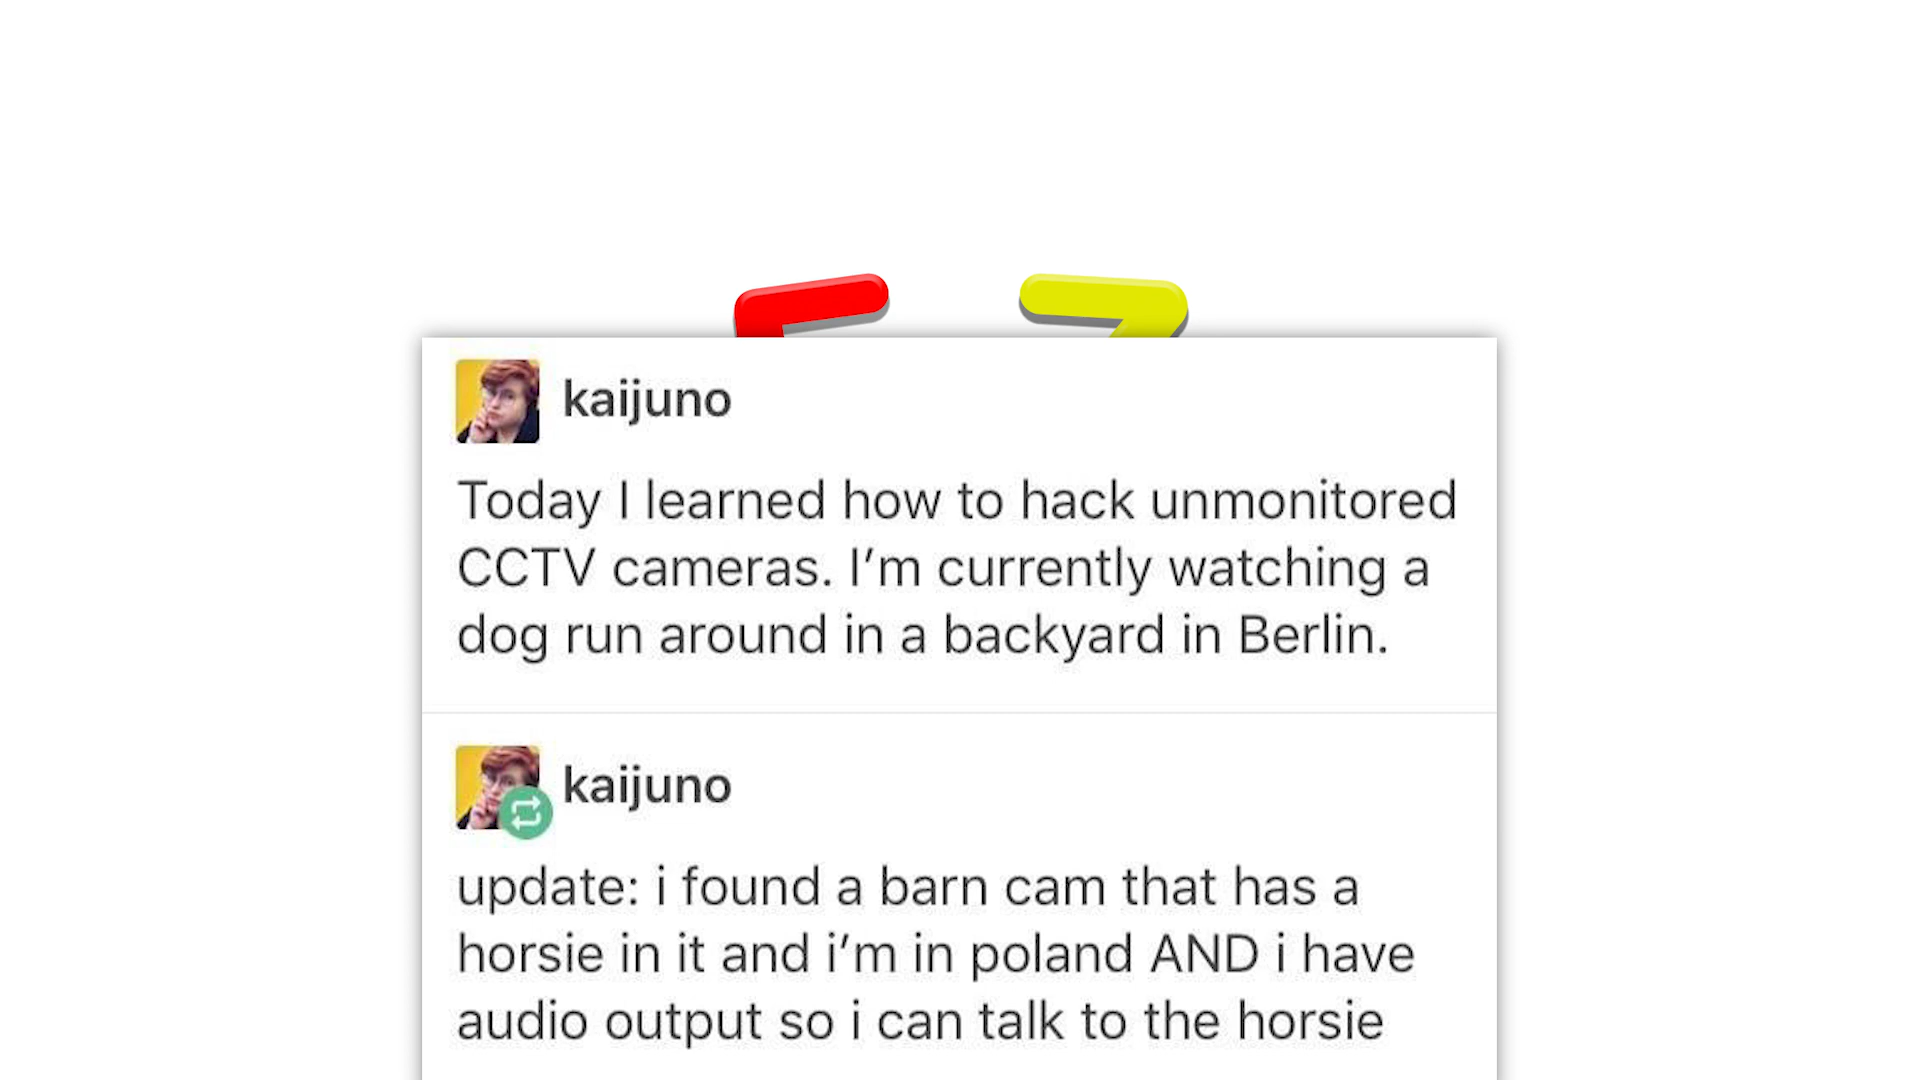 kaijuno
Today I learned how to hack unmonitored
CCTV cameras. I’m currently watching a
dog run around in a backyard in Berlin.
kaijuno
update: i found a barn cam that has a
horsie in it and i’m in poland AND i have
audio output so i can talk to the horsie